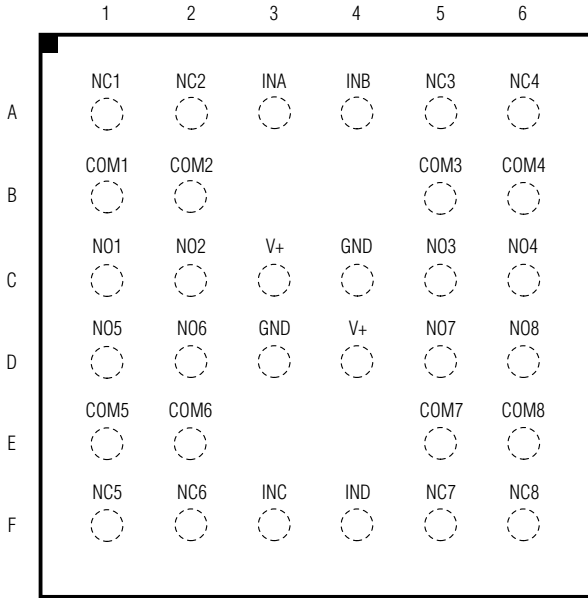 1 2 3 4 5 6
NC1 NC2 INA INB NC3 NC4
A
COM1 COM2 COM3 COM4
B
NO1 NO2 V+ GND NO3 NO4
C
NO5 NO6 GND V+ NO7 NO8
D
COM5 COM6 COM7 COM8
E
NC5 NC6 INC IND NC7 NC8
F